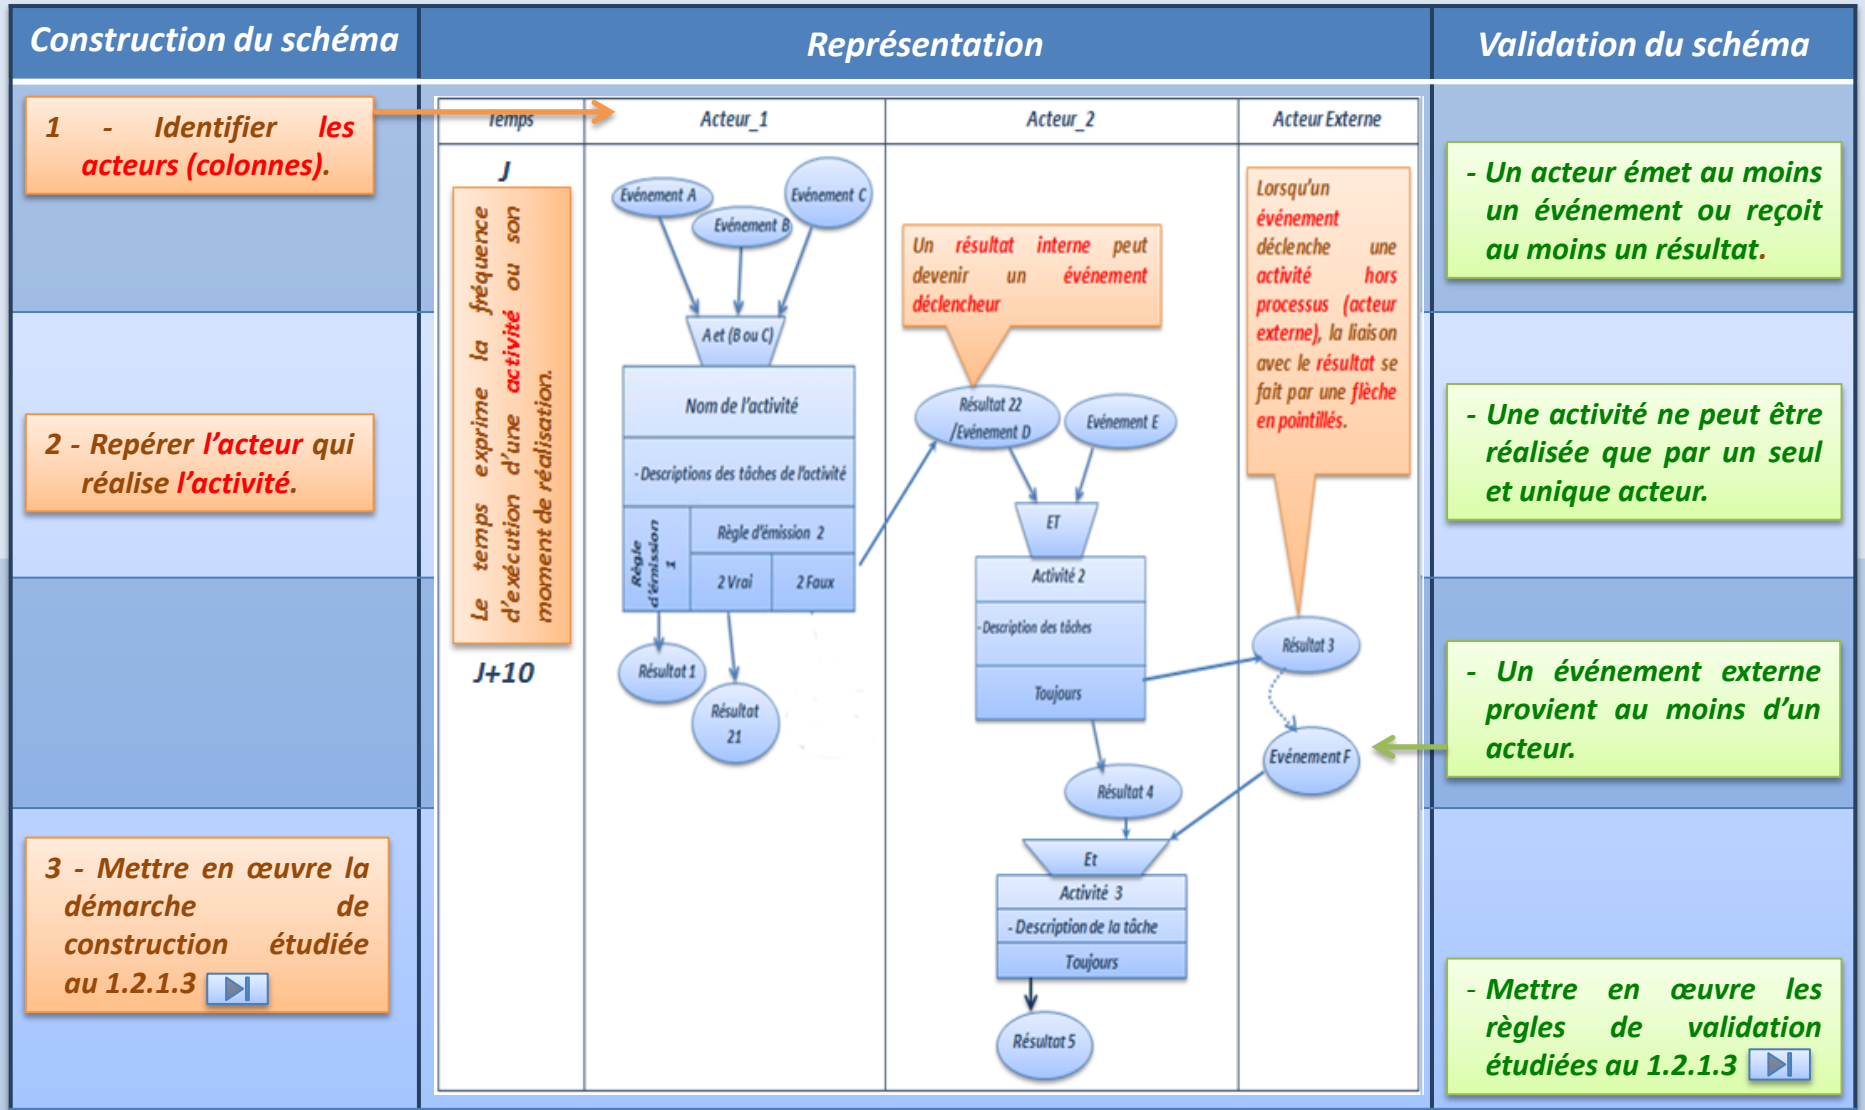 Construction du schéma
Représentation
Validation du schéma
1 - Identifier les
acteurs (colonnes).
2 - Repérer l’acteur qui
réalise l’activité.
3 - Mettre en œuvre la
démarche de
construction étudiée
au 1.2.1.3
Temps
Acteur_1
Acteur_2
Acteur Externe
J
Le temps exprime la fréquence
d’exécution d’une activité ou son
moment de réalisation.
J+10
Evénement A
Evénement B
Evénement C
A et (B ou C)
Nom de l’activité
- Descriptions des tâches de l’activité
Règle
d’émission
1
Règle d’émission 2
2 Vrai
2 Faux
Résultat 1
Résultat
21
Un résultat interne peut
devenir un événement
déclencheur
Résultat 22
/Evénement D
Evénement E
ET
Activité 2
- Description des tâches
Toujours
Résultat 4
Et
Activité 3
- Description de la tâche
Toujours
Résultat 5
Lorsqu’un
événement
déclenche une
activité hors
processus (acteur
externe), la liaison
avec le résultat se
fait par une flèche
en pointillés.
Résultat 3
Evénement F
- Un acteur émet au moins
un événement ou reçoit
au moins un résultat.
- Une activité ne peut être
réalisée que par un seul
et unique acteur.
- Un événement externe
provient au moins d’un
acteur.
- Mettre en œuvre les
règles de validation
étudiées au 1.2.1.3